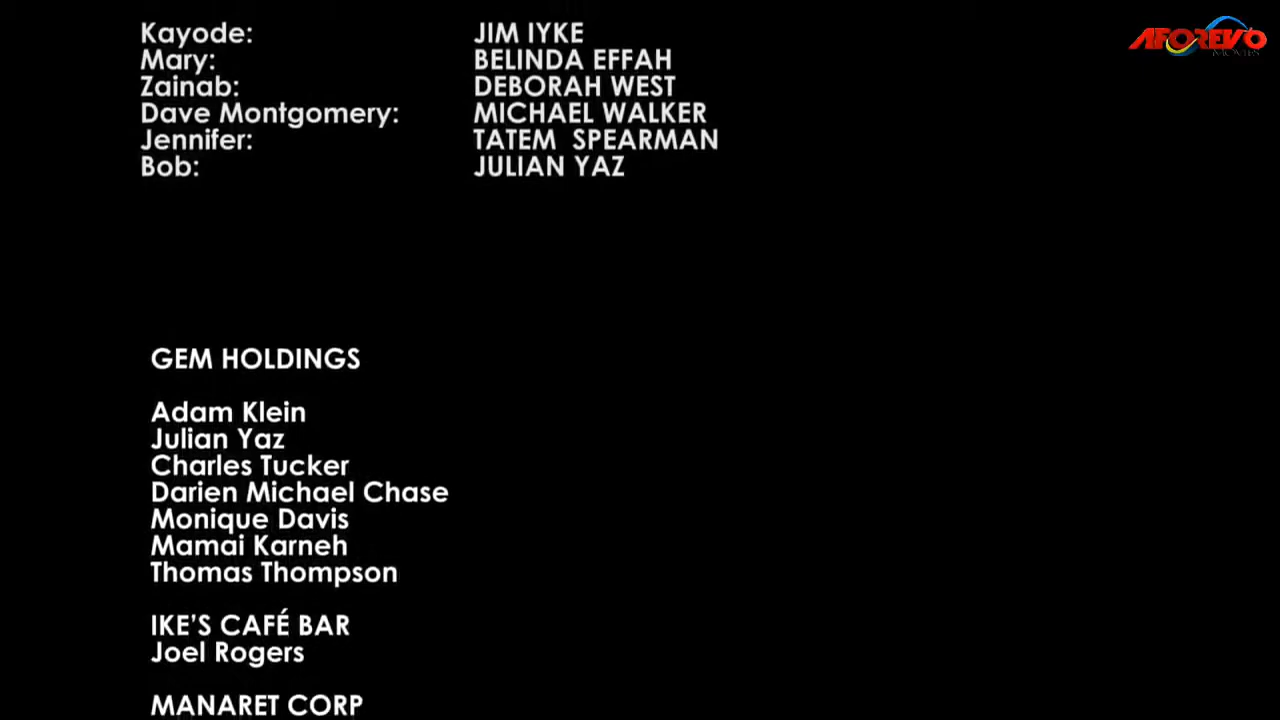 Kayode: JIM IYKE
Mary: BELINDA EFFAH
Zainab: DEBORAH WEST
Dave Montgomery: MICHAEL WALKER
Jennifer: TATEM SPEARMAN
Bob: JULIAN YAZ
AFOREVO
MOVIES
GEM HOLDINGS
Adam Klein
Julian Yaz
Charles Tucker
Darien Michael Chase
Monique Davis
Mamai Karneh
Thomas Thompson
IKE’S CAFÉ BAR
Joel Rogers
MANARET CORP